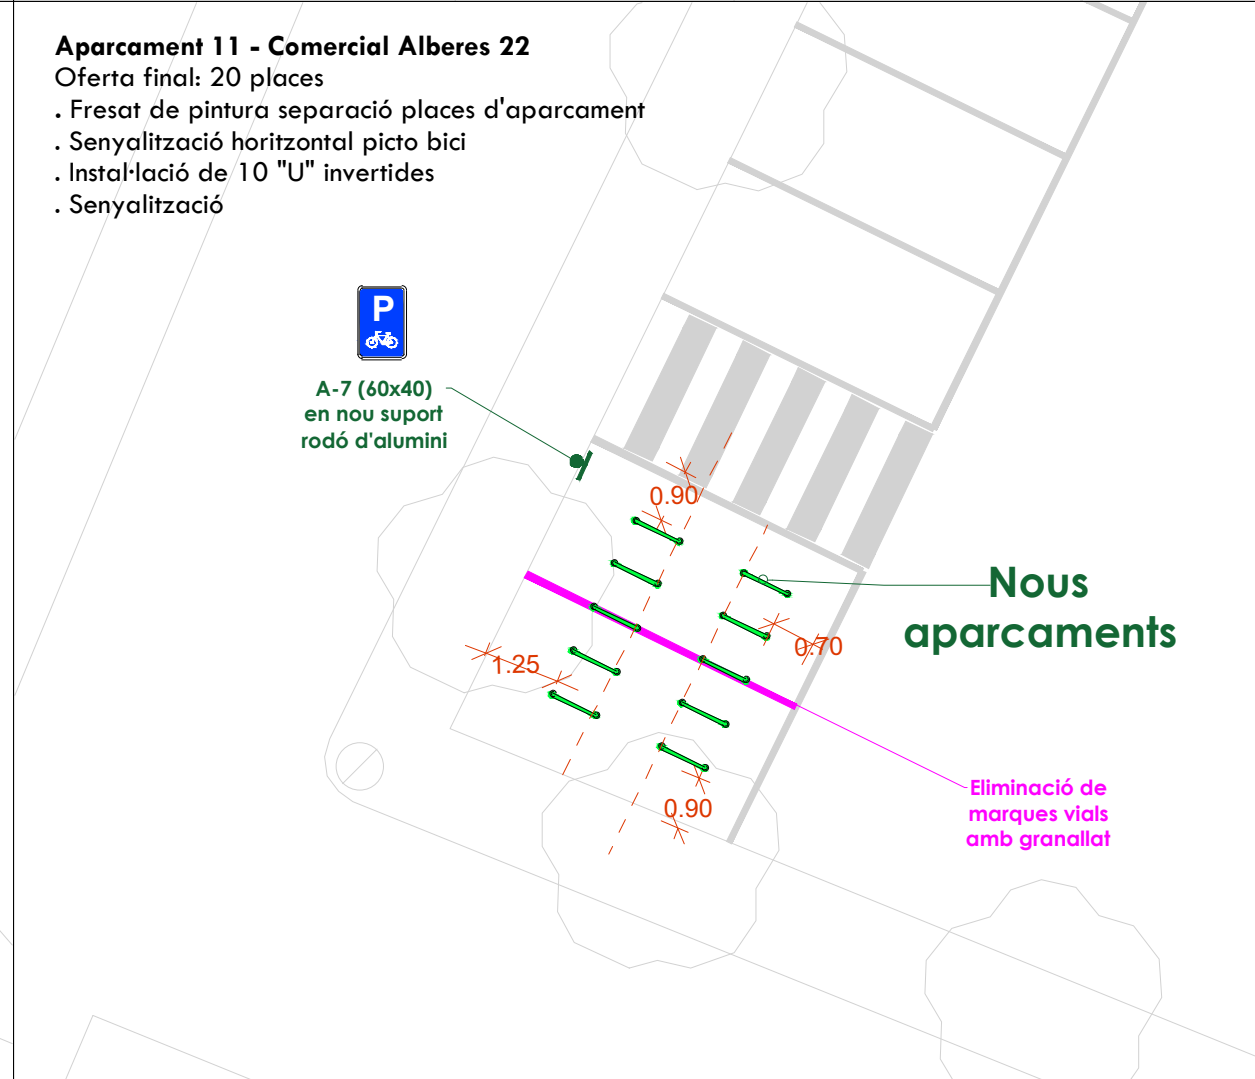 Aparcament 11 - Comercial Alberes 22
Oferta final: 20 places
. Fresat de pintura separació places d'aparcament
. Senyalització horitzontal picto bici
. Instal·lació de 10 "U" invertides
. Senyalització
P
A-7 (60x40)
en nou suport
rodó d'alumini
0.90
Nous
aparcaments
0.70
1.25
0.90
Eliminació de
marques vials
amb granallat